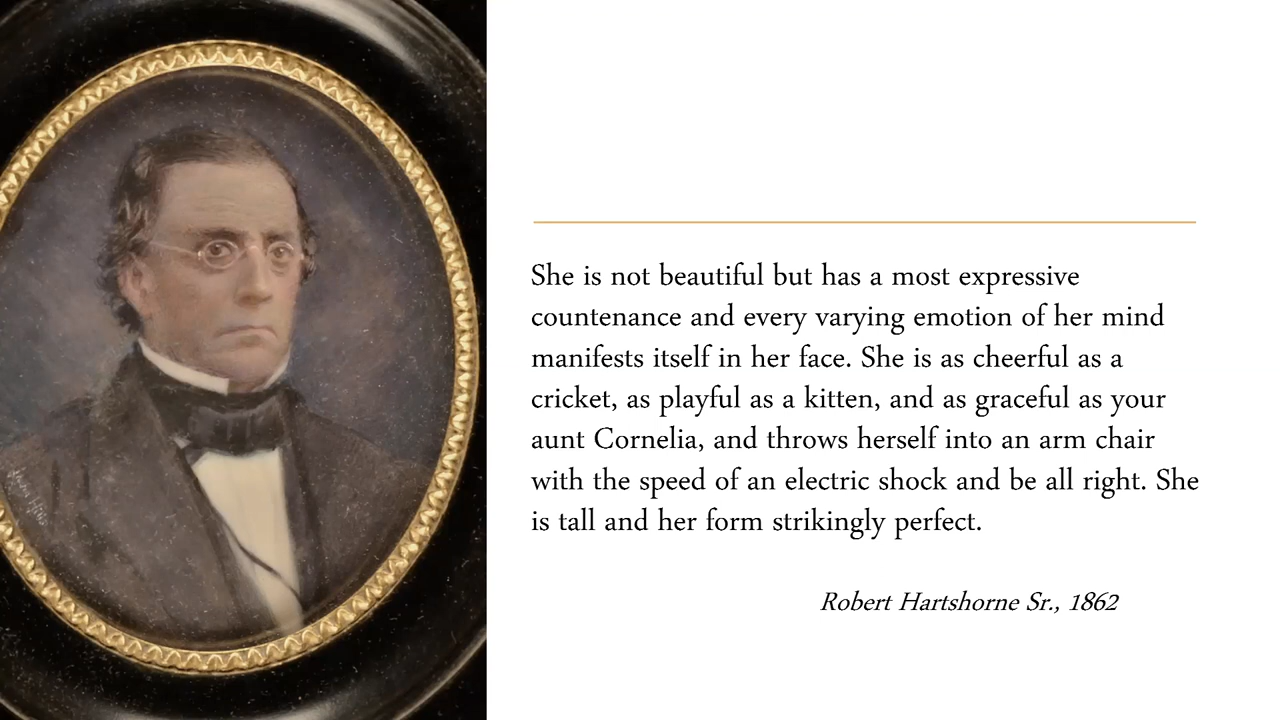 She is not beautiful but has a most expressive
countenance and every varying emotion of her mind
manifests itself in her face. She is as cheerful as a
cricket, as playful as a kitten, and as graceful as your
aunt Cornelia, and throws herself into an arm chair
with the speed of an electric shock and be all right. She
is tall and her form strikingly perfect.
Robert Hartshorne Sr., 1862